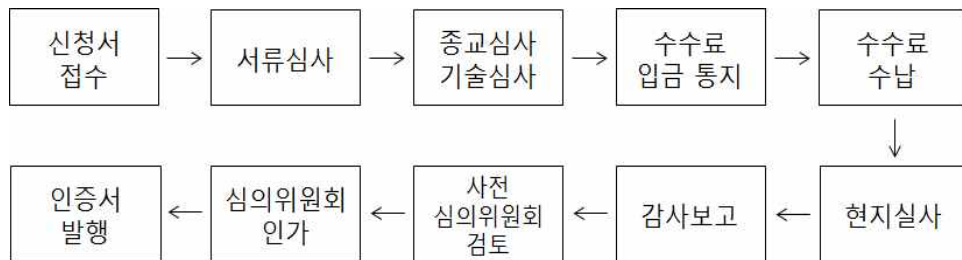 신청서
접수
서류심사
종교심사
기술심사
수수료
입금 통지
수수료
수납
현지실사
감사보고
사전
심의위원회
검토
심의위원회
인가
인증서
발행